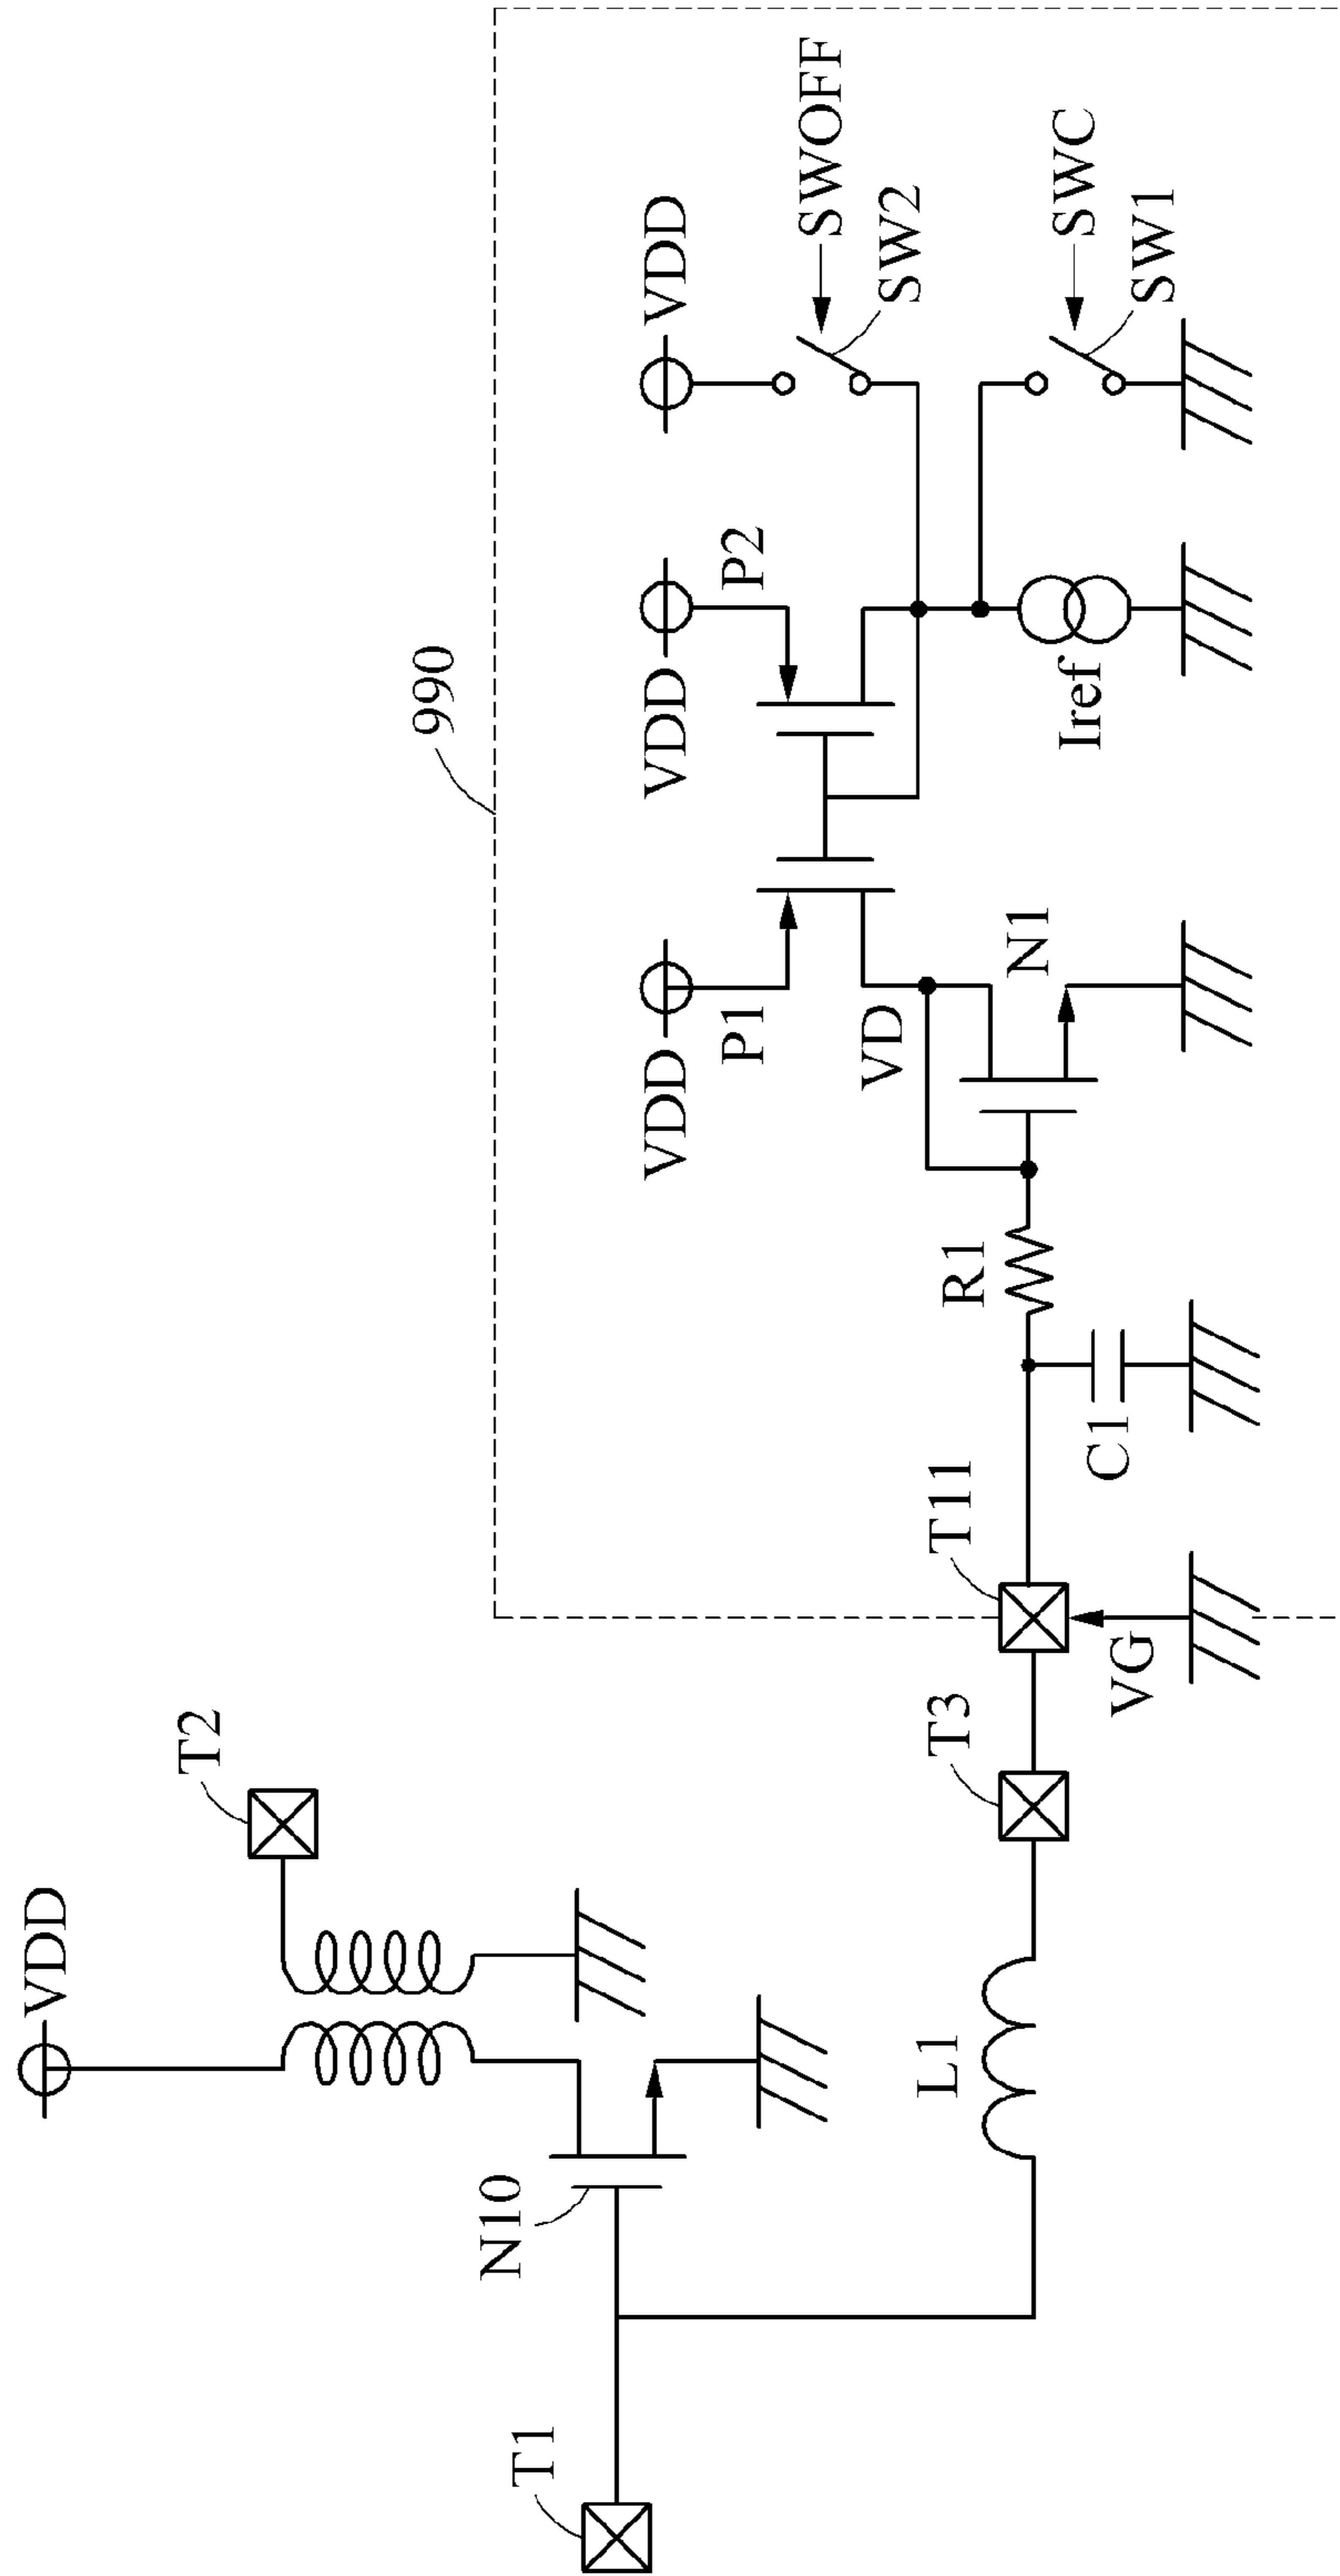 990
VDD
VDD
VDD
SWOFF
SW2
P1
P2
VD
SWC
SW1
N1
Iref
R1
C1
T11
VG
T3
VDD
T2
N10
L1
T1